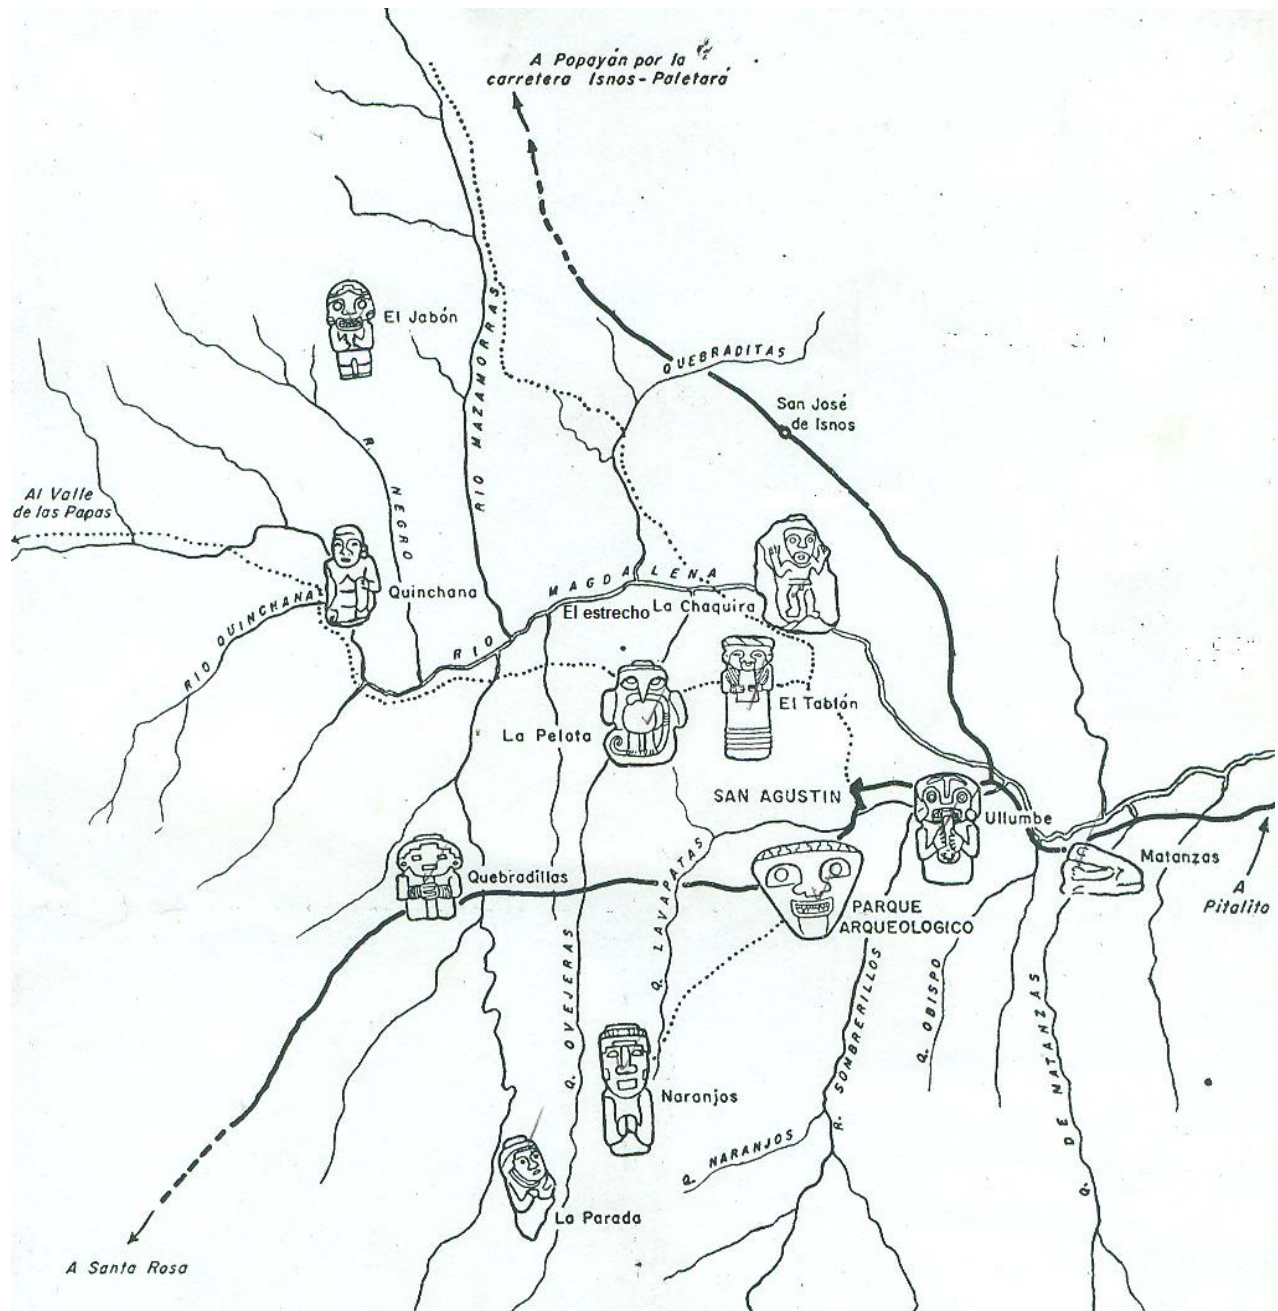 A Popayán por la
carretera Isnos-Paletará
El Jabón
RIO MAZAMORRAS
QUEBRADITAS
San José
de Isnos
R. NEGRO
Al Valle
de las Papas
Quinchana
RIO QUINCHANA
RIO MAGDALENA
El estrecho
La Chaquira
El Tablón
La Pelota
SAN AGUSTIN
Ullumbe
Matanzas
A
Pitalito
Quebradillas
Q. LAVAPATAS
PARQUE
ARQUEOLOGICO
Q. OVEJERAS
R. SOMBRERILLOS
Q. OBISPO
Q. DE MATANZAS
Naranjos
Q. NARANJOS
La Parada
A Santa Rosa